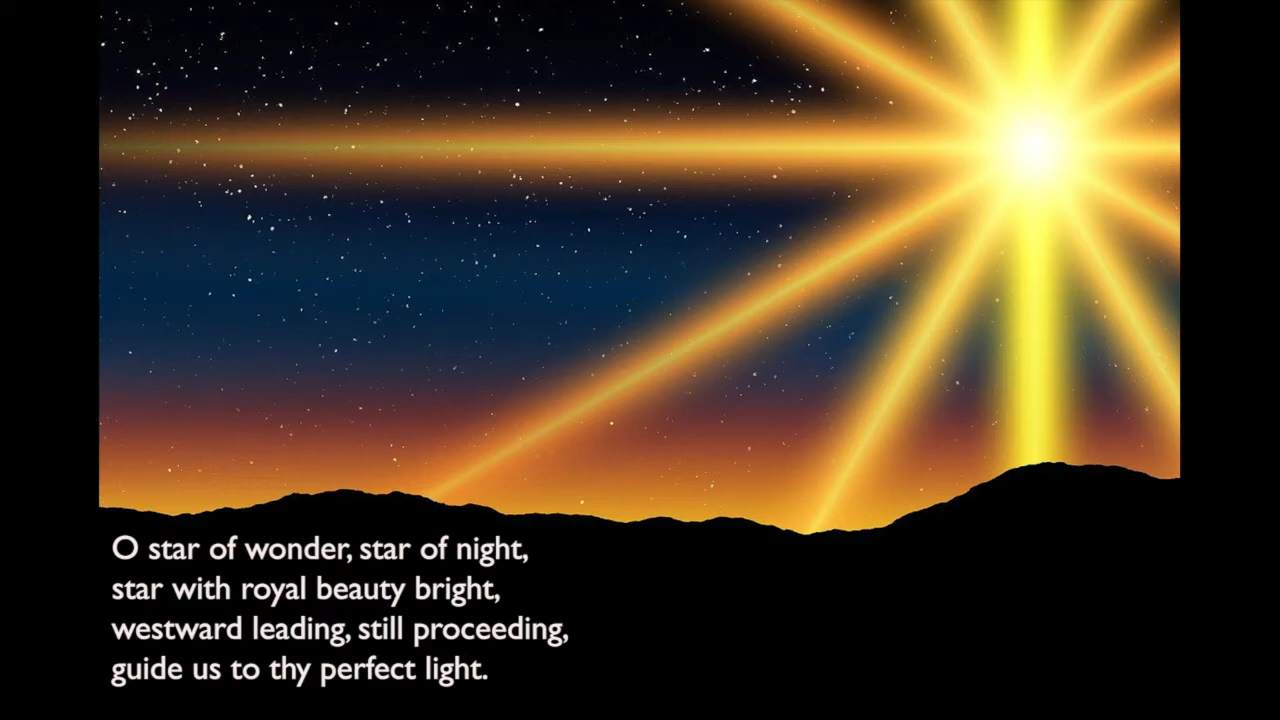 O star of wonder, star of night,
star with royal beauty bright,
westward leading, still proceeding,
guide us to thy perfect light.